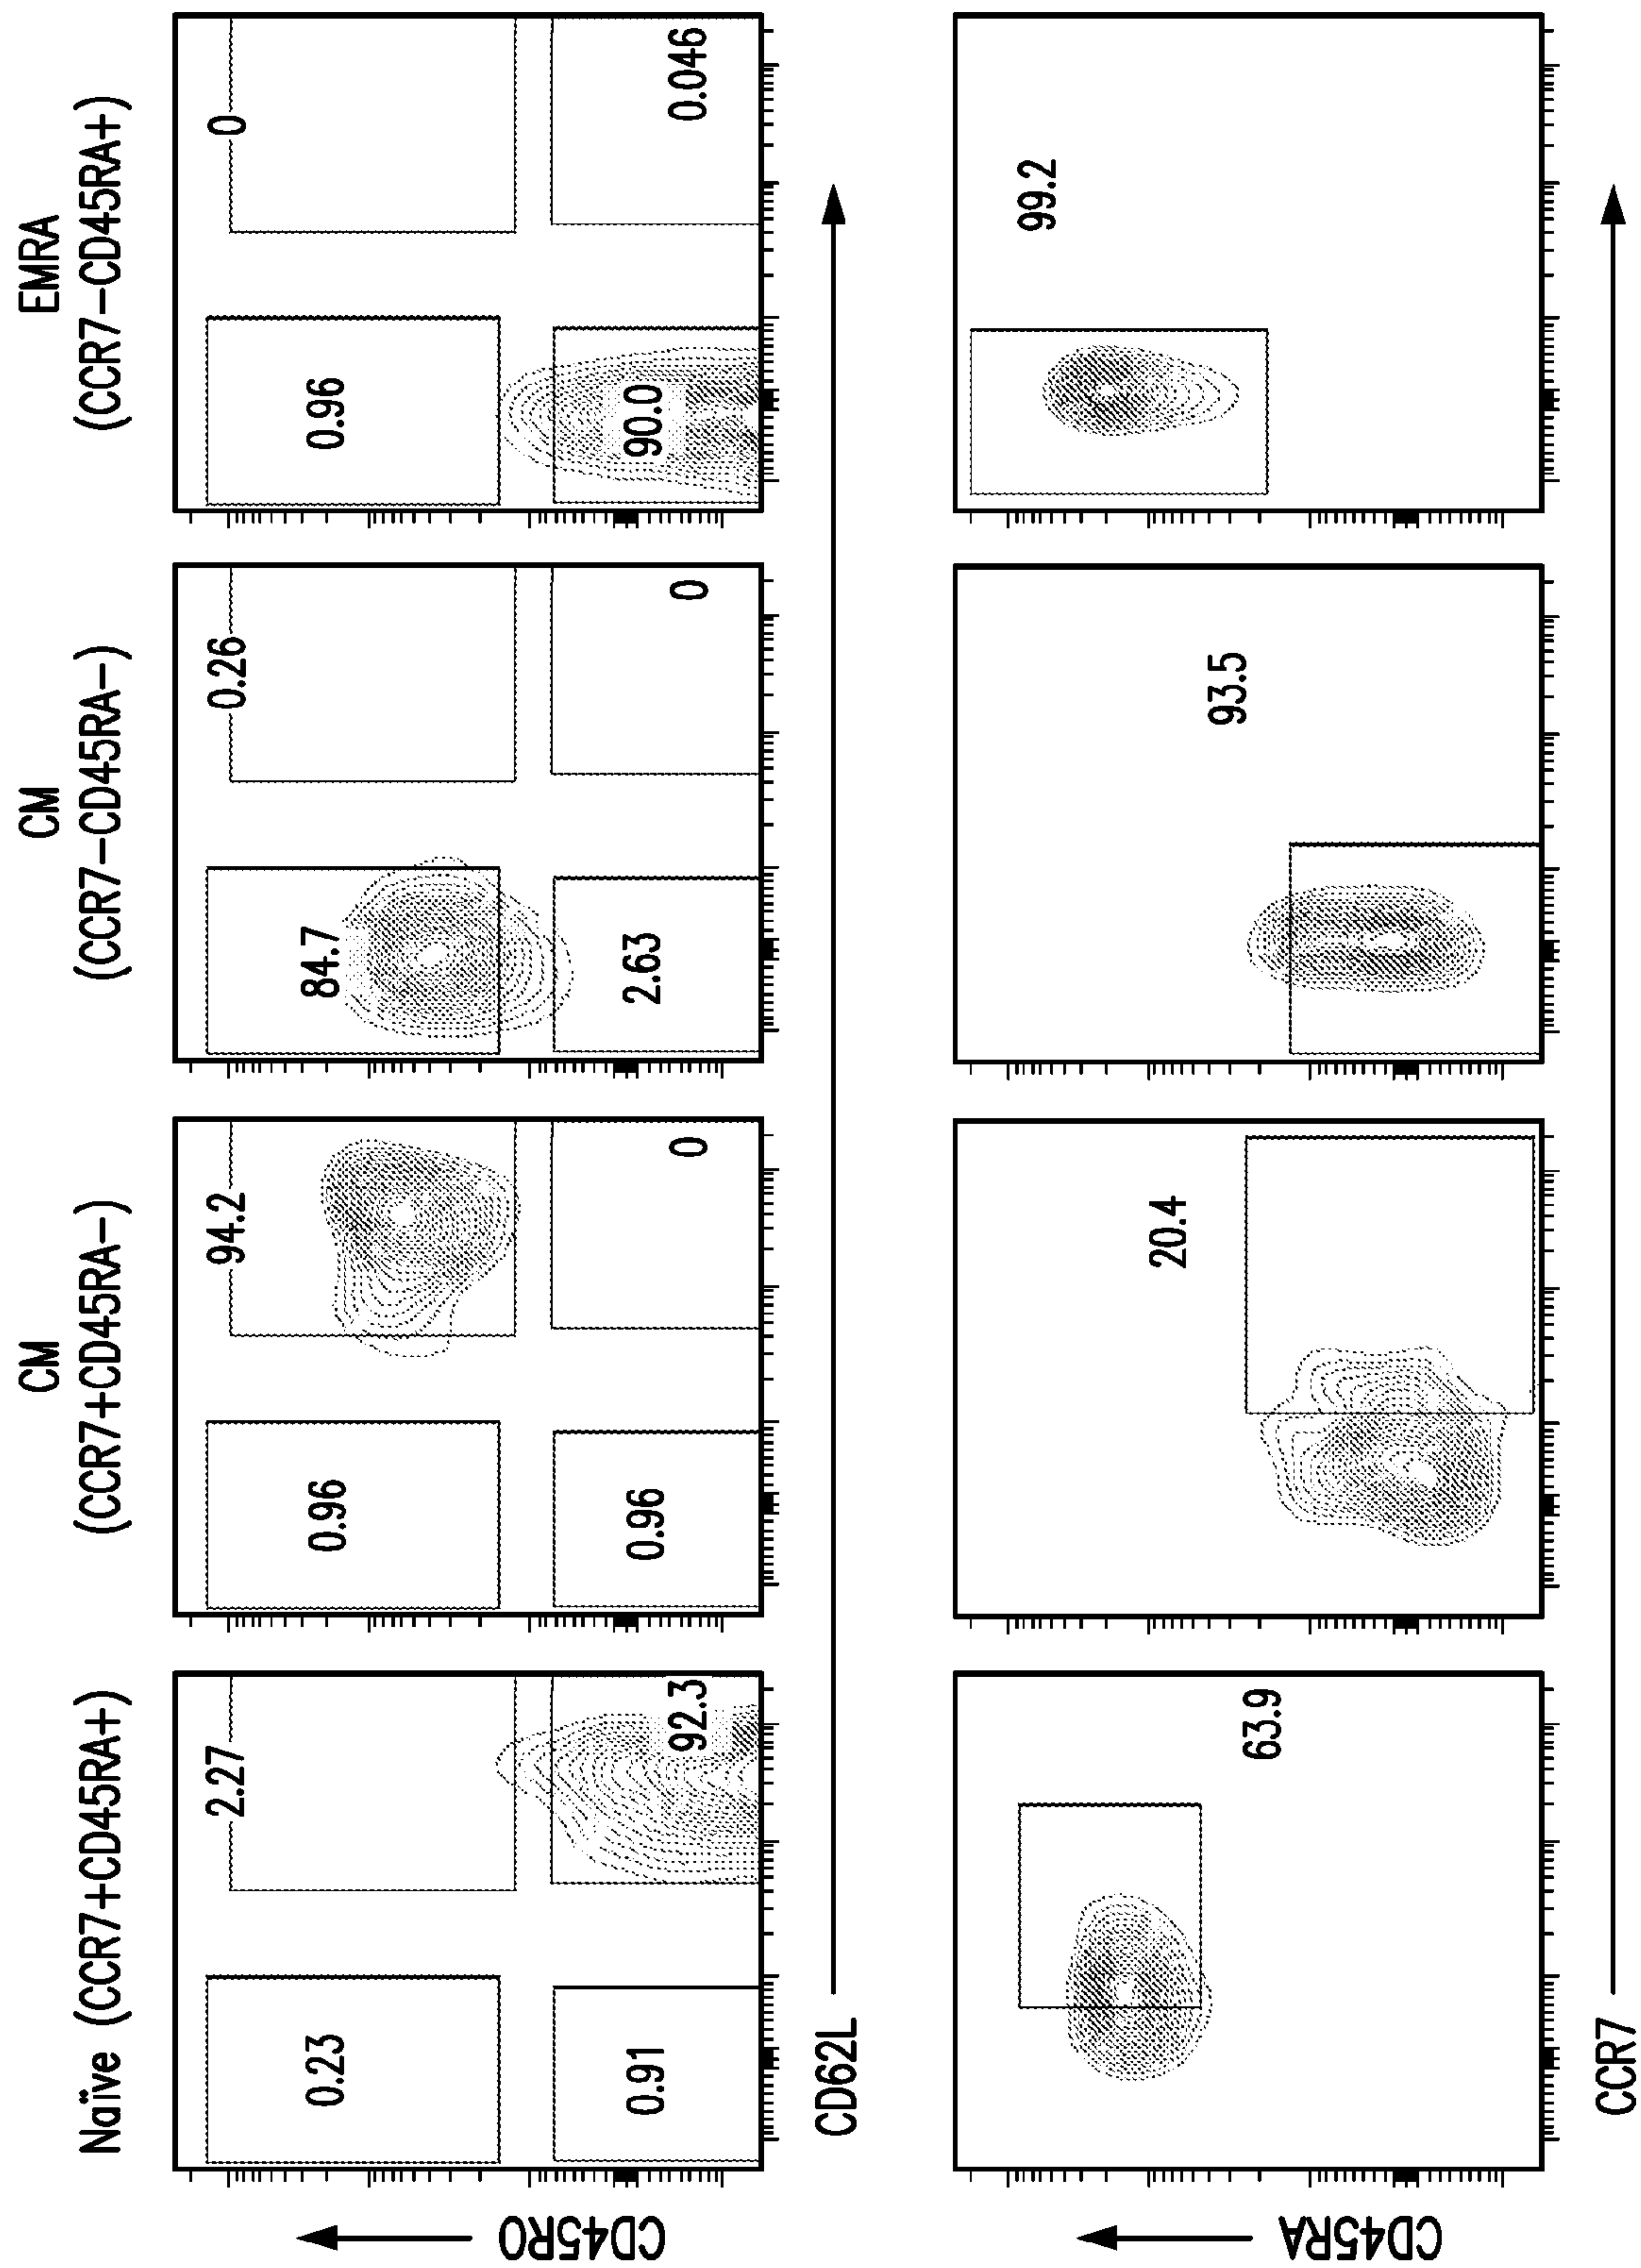 Naïve (CCR7+CD45RA+)
CM
(CCR7+CD45RA−)
CM
(CCR7−CD45RA−)
EMRA
(CCR7−CD45RA+)
CD45RO
2.27
0.23
0.91
92.3
94.2
0.96
0.96
0
0.26
84.7
2.63
0
0
0.96
90.0
0.046
CD62L
CD45RA
63.9
20.4
93.5
99.2
CCR7